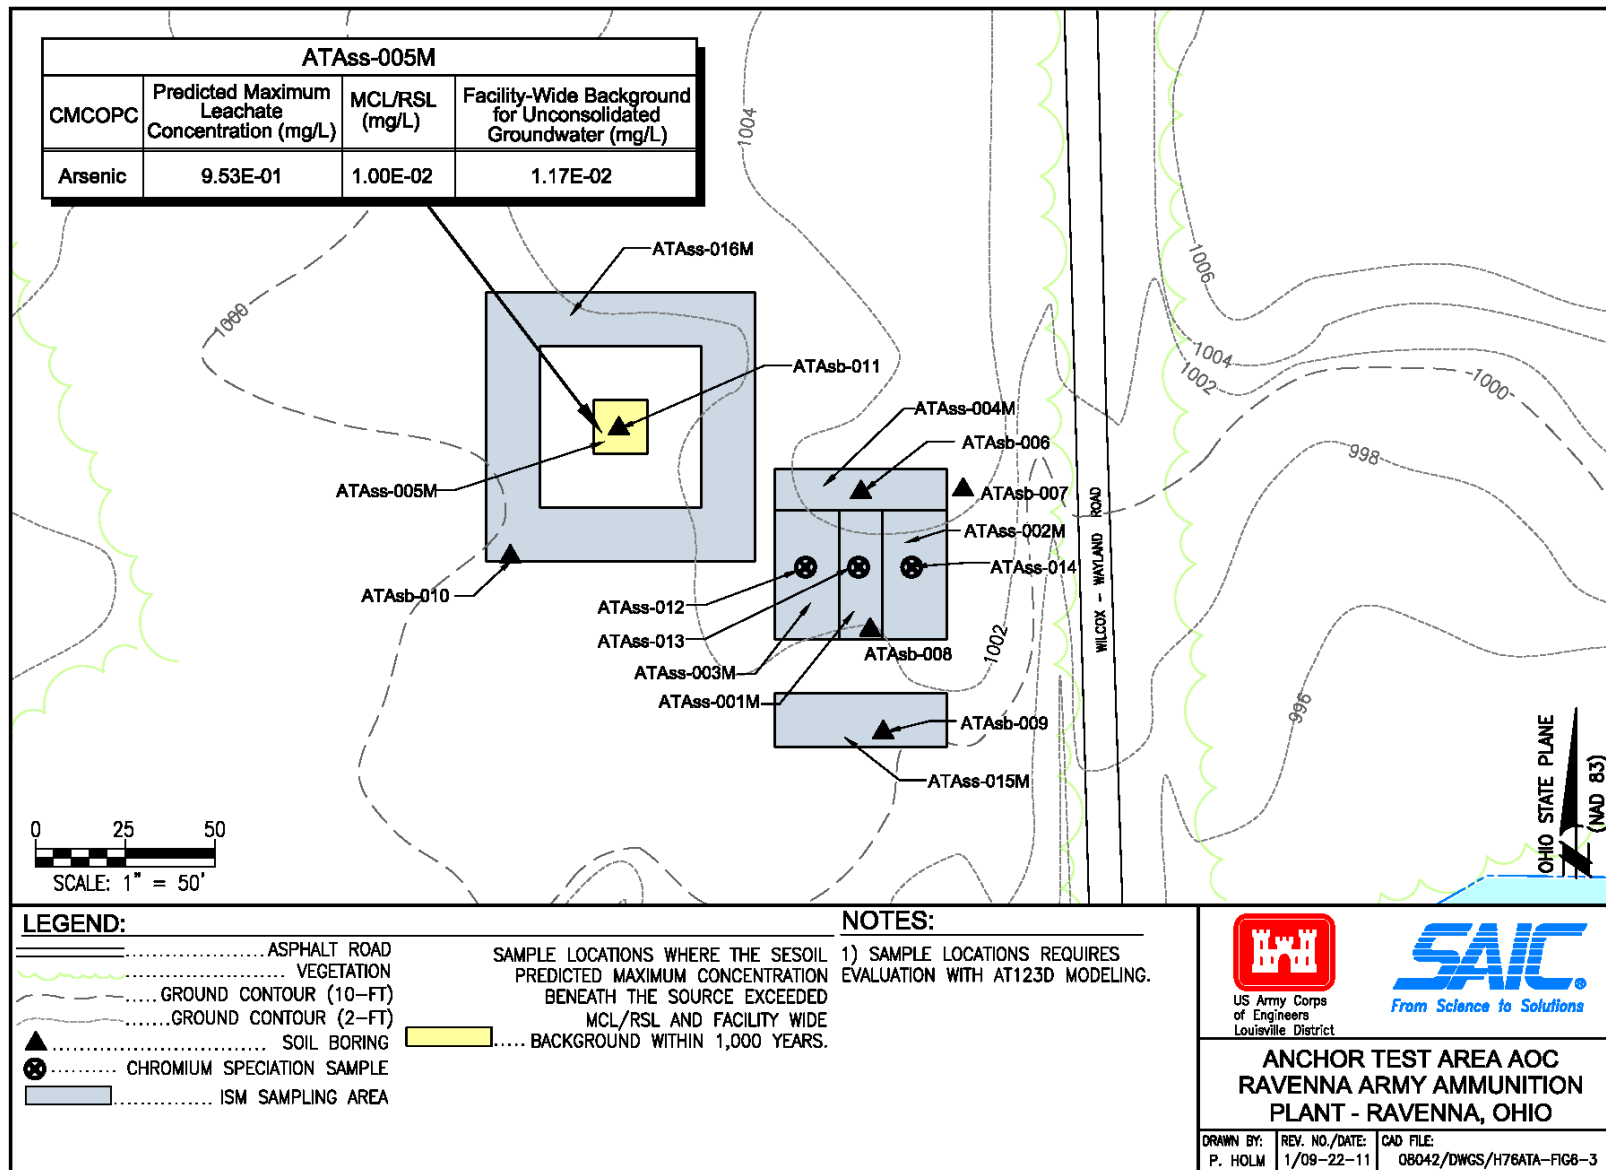 ATAss-005M
CMCOPC
Predicted Maximum
Leachate
Concentration (mg/L)
MCL/RSL
(mg/L)
Facility-Wide Background
for Unconsolidated
Groundwater (mg/L)
Arsenic 9.53E-01 1.00E-02 1.17E-02
1004
ATAss-016M
1006
1000
ATAsb-011
1004
1002
1000
ATAss-004M
ATAsb-006
998
ATAss-005M
ATAsb-007
ATAss-002M
ATAss-014
ATAsb-010
ATAss-012
ATAss-013
ATAsb-008
1002
WILCOX - WAYLAND ROAD
ATAss-003M
ATAss-001M
996
ATAsb-009
ATAss-015M
OHIO STATE PLANE
(NAD 83)
0 25 50
SCALE: 1" = 50'
LEGEND:
ASPHALT ROAD
VEGETATION
GROUND CONTOUR (10-FT)
GROUND CONTOUR (2-FT)
SOIL BORING
CHROMIUM SPECIATION SAMPLE
ISM SAMPLING AREA
SAMPLE LOCATIONS WHERE THE SESOIL
PREDICTED MAXIMUM CONCENTRATION
BENEATH THE SOURCE EXCEEDED
MCL/RSL AND FACILITY WIDE
BACKGROUND WITHIN 1,000 YEARS.
NOTES:
1) SAMPLE LOCATIONS REQUIRES
EVALUATION WITH AT123D MODELING.
US Army Corps
of Engineers
Louisville District
SAIC®
From Science to Solutions
ANCHOR TEST AREA AOC
RAVENNA ARMY AMMUNITION
PLANT - RAVENNA, OHIO
DRAWN BY:
P. HOLM
REV. NO./DATE:
1/09-22-11
CAD FILE:
08042/DWGS/H76ATA-FIG6-3